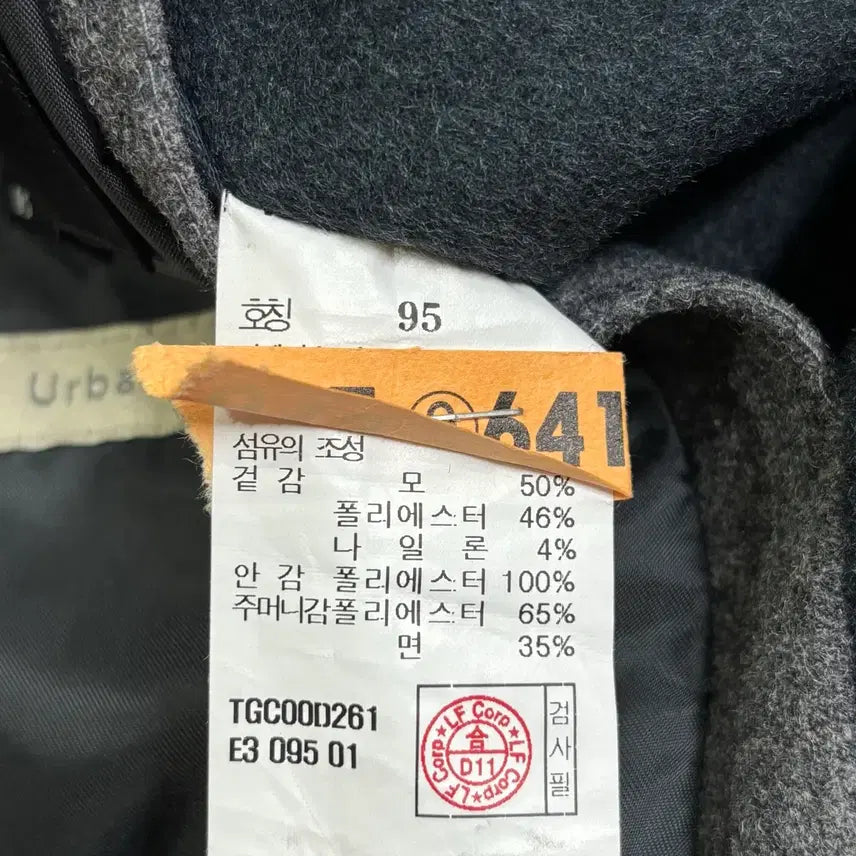 호칭 95
Urba
641
섬유의 조성
겉 감 모 50%
폴리에스터 46%
나 일 론 4%
안 감 폴리에스터 100%
주머니감폴리에스터 65%
면 35%
TGC00D261
E3 095 01
LF Corp★LF Corp★LF Corp★
合
D11
검사필